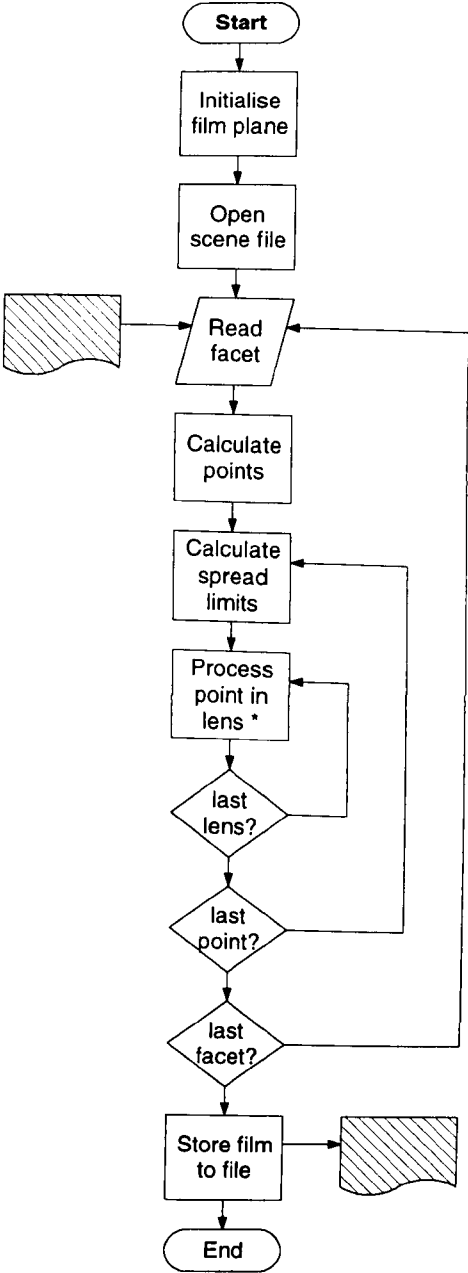 Start
Initialise
film plane
Open
scene file
Read
facet
Calculate
points
Calculate
spread
limits
Process
point in
lens *
last
lens?
last
point?
last
facet?
Store film
to file
End